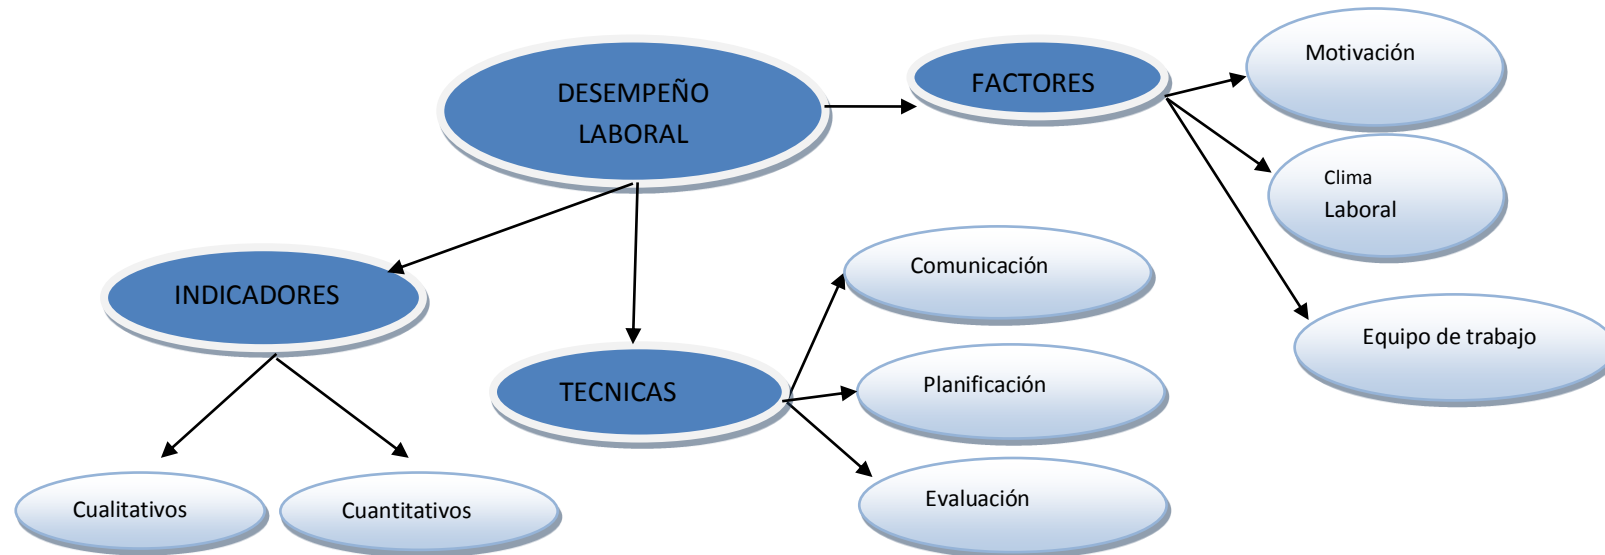 DESEMPEÑO
LABORAL
FACTORES
Motivación
Clima
Laboral
Equipo de trabajo
INDICADORES
Cualitativos
Cuantitativos
TECNICAS
Comunicación
Planificación
Evaluación